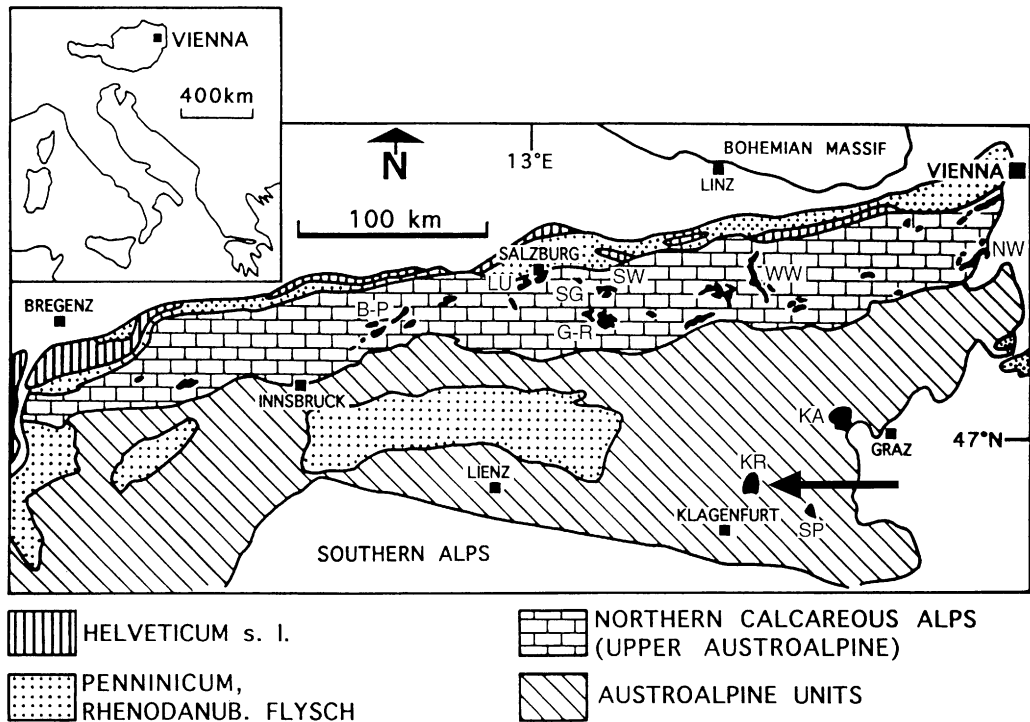 VIENNA
400km
N
13°E
BOHEMIAN MASSIF
LINZ
VIENNA
100 km
SALZBURG
NW
LU
SW
WW
SG
BREGENZ
B-P
G-R
INNSBRUCK
KA
GRAZ
47°N
LIENZ
KR
KLAGENFURT
SP
SOUTHERN ALPS
HELVETICUM s. l.
PENNINICUM,
RHENODANUB. FLYSCH
NORTHERN CALCAREOUS ALPS
(UPPER AUSTROALPINE)
AUSTROALPINE UNITS